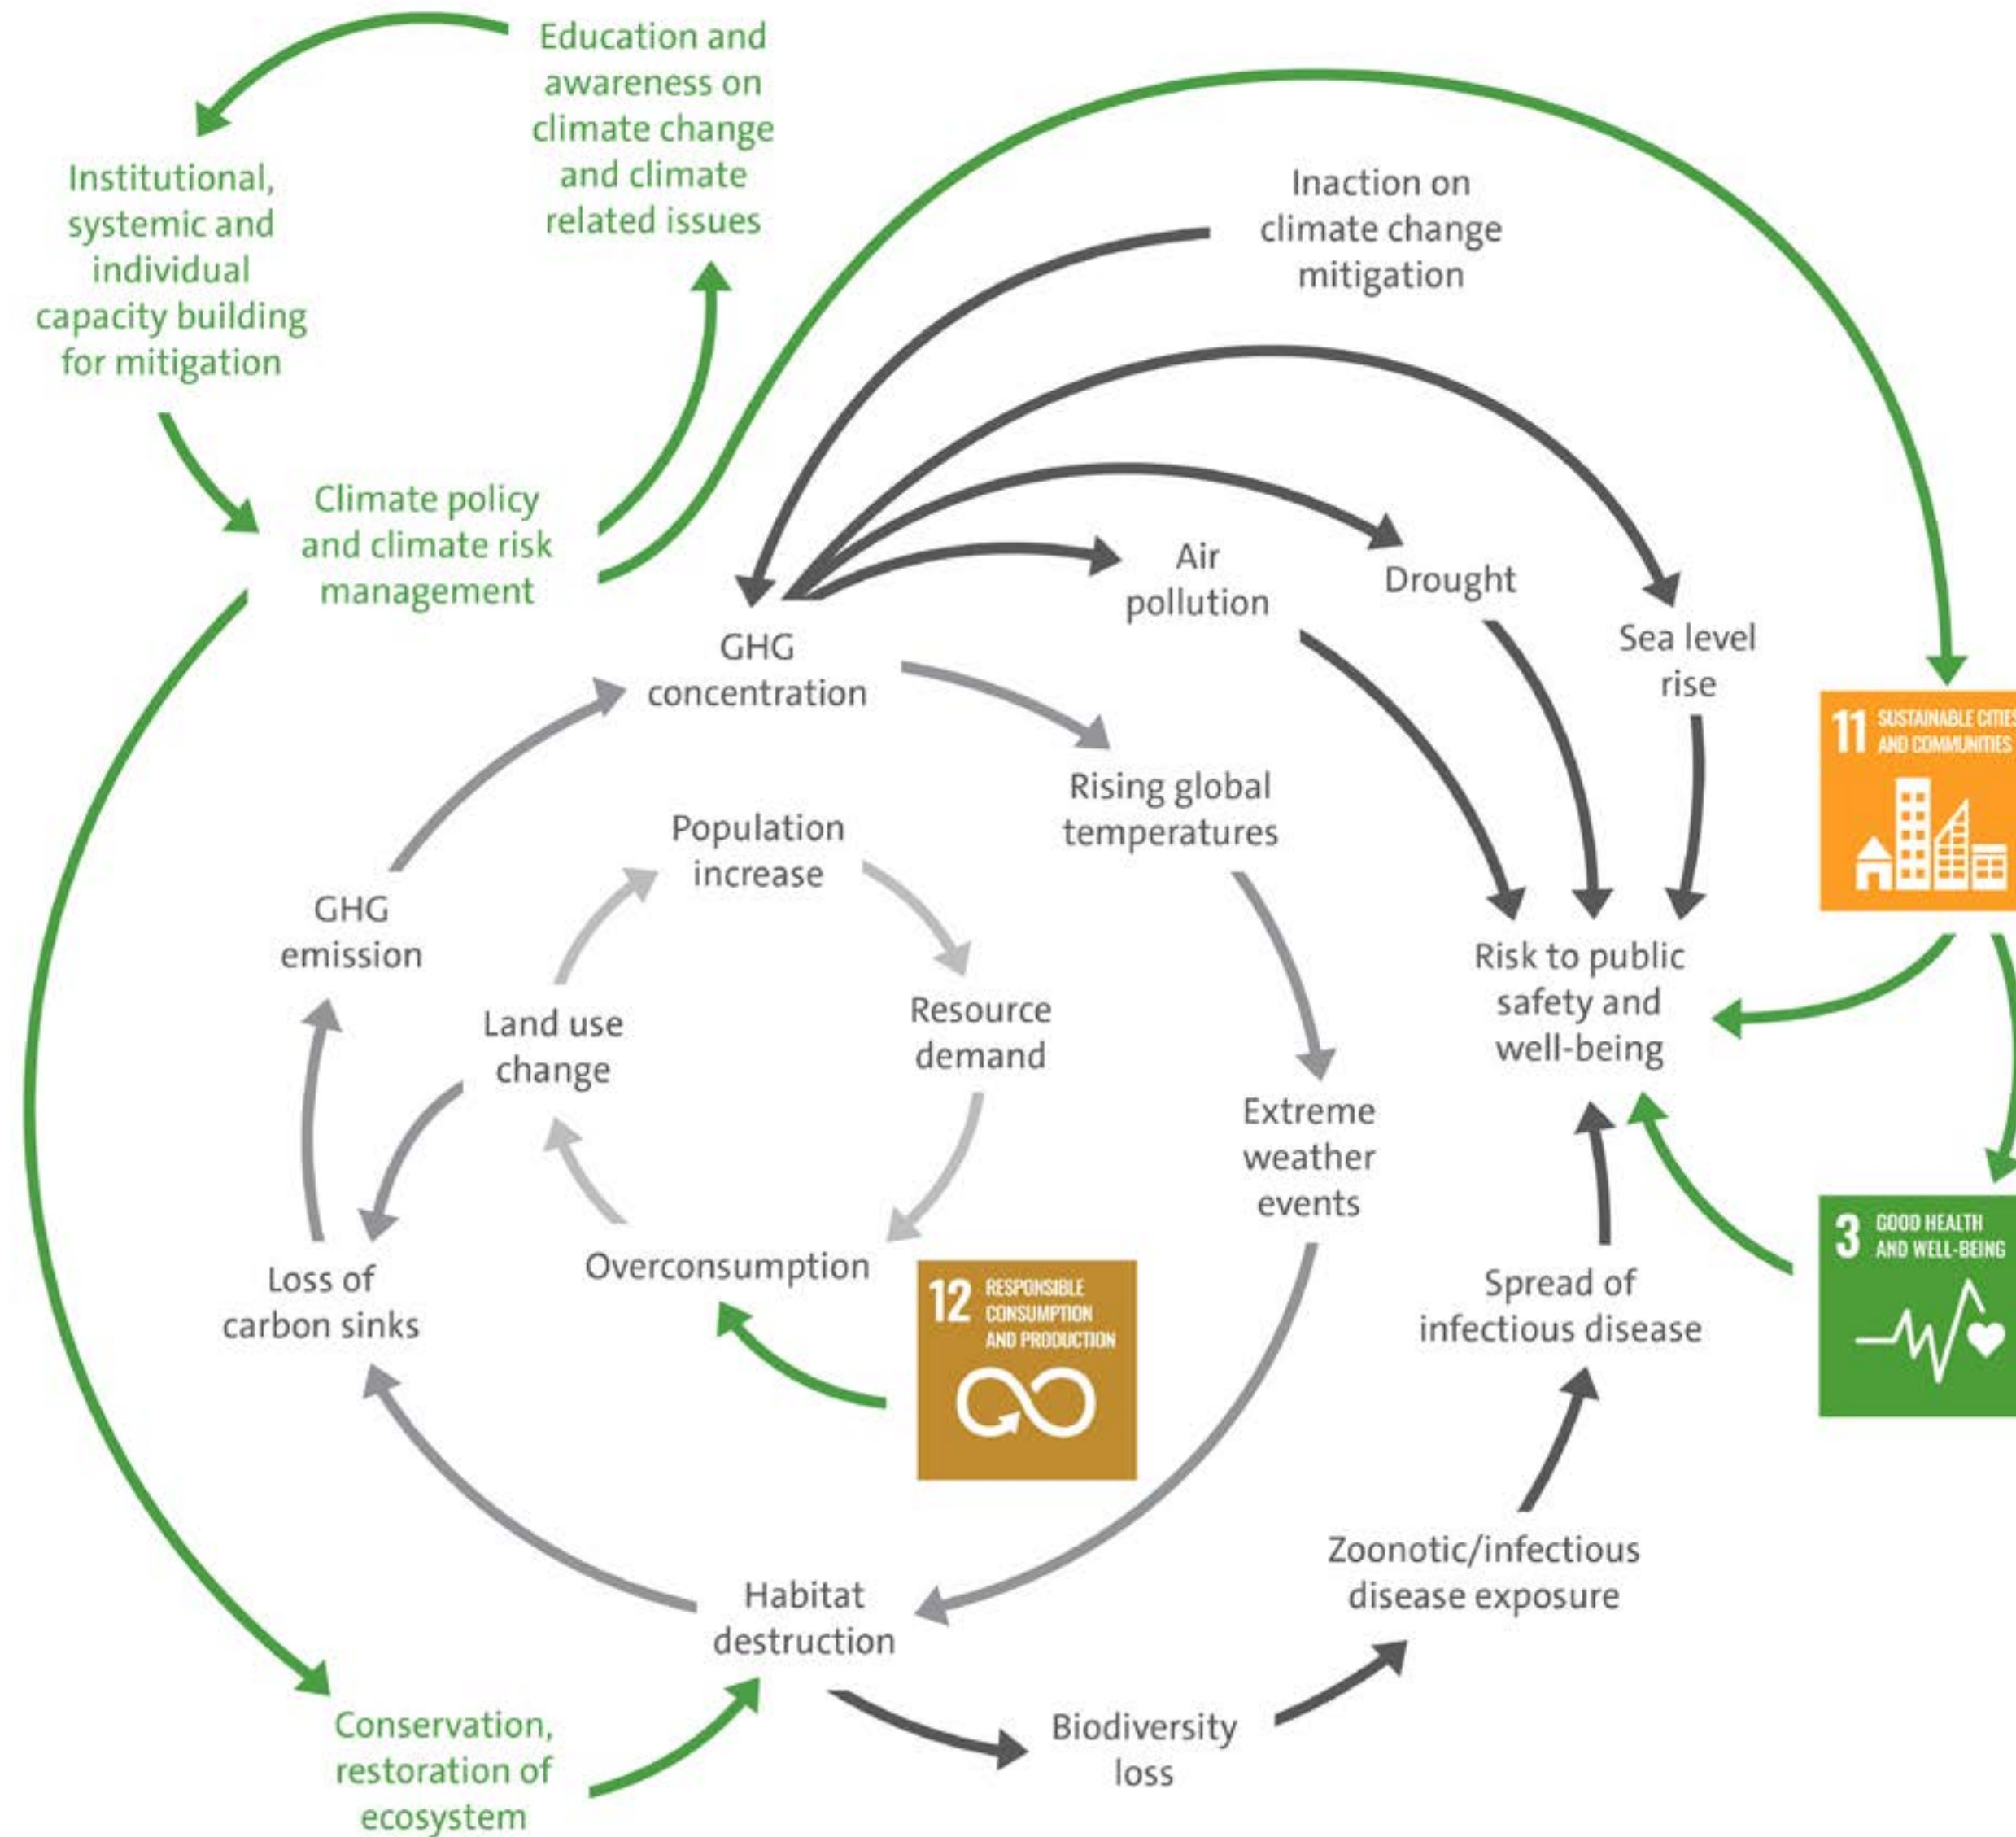 Education and
awareness on
climate change
and climate
related issues
Institutional,
systemic and
individual
capacity building
for mitigation
Inaction on
climate change
mitigation
Climate policy
and climate risk
management
Air
pollution
Drought
Sea level
rise
GHG
concentration
11 SUSTAINABLE CITIES
AND COMMUNITIES
Rising global
temperatures
Population
increase
GHG
emission
Land use
change
Resource
demand
Risk to public
safety and
well-being
Extreme
weather
events
Overconsumption
Loss of
carbon sinks
12 RESPONSIBLE
CONSUMPTION
AND PRODUCTION
3 GOOD HEALTH
AND WELL-BEING
Spread of
infectious disease
Zoonotic/infectious
disease exposure
Habitat
destruction
Biodiversity
loss
Conservation,
restoration of
ecosystem